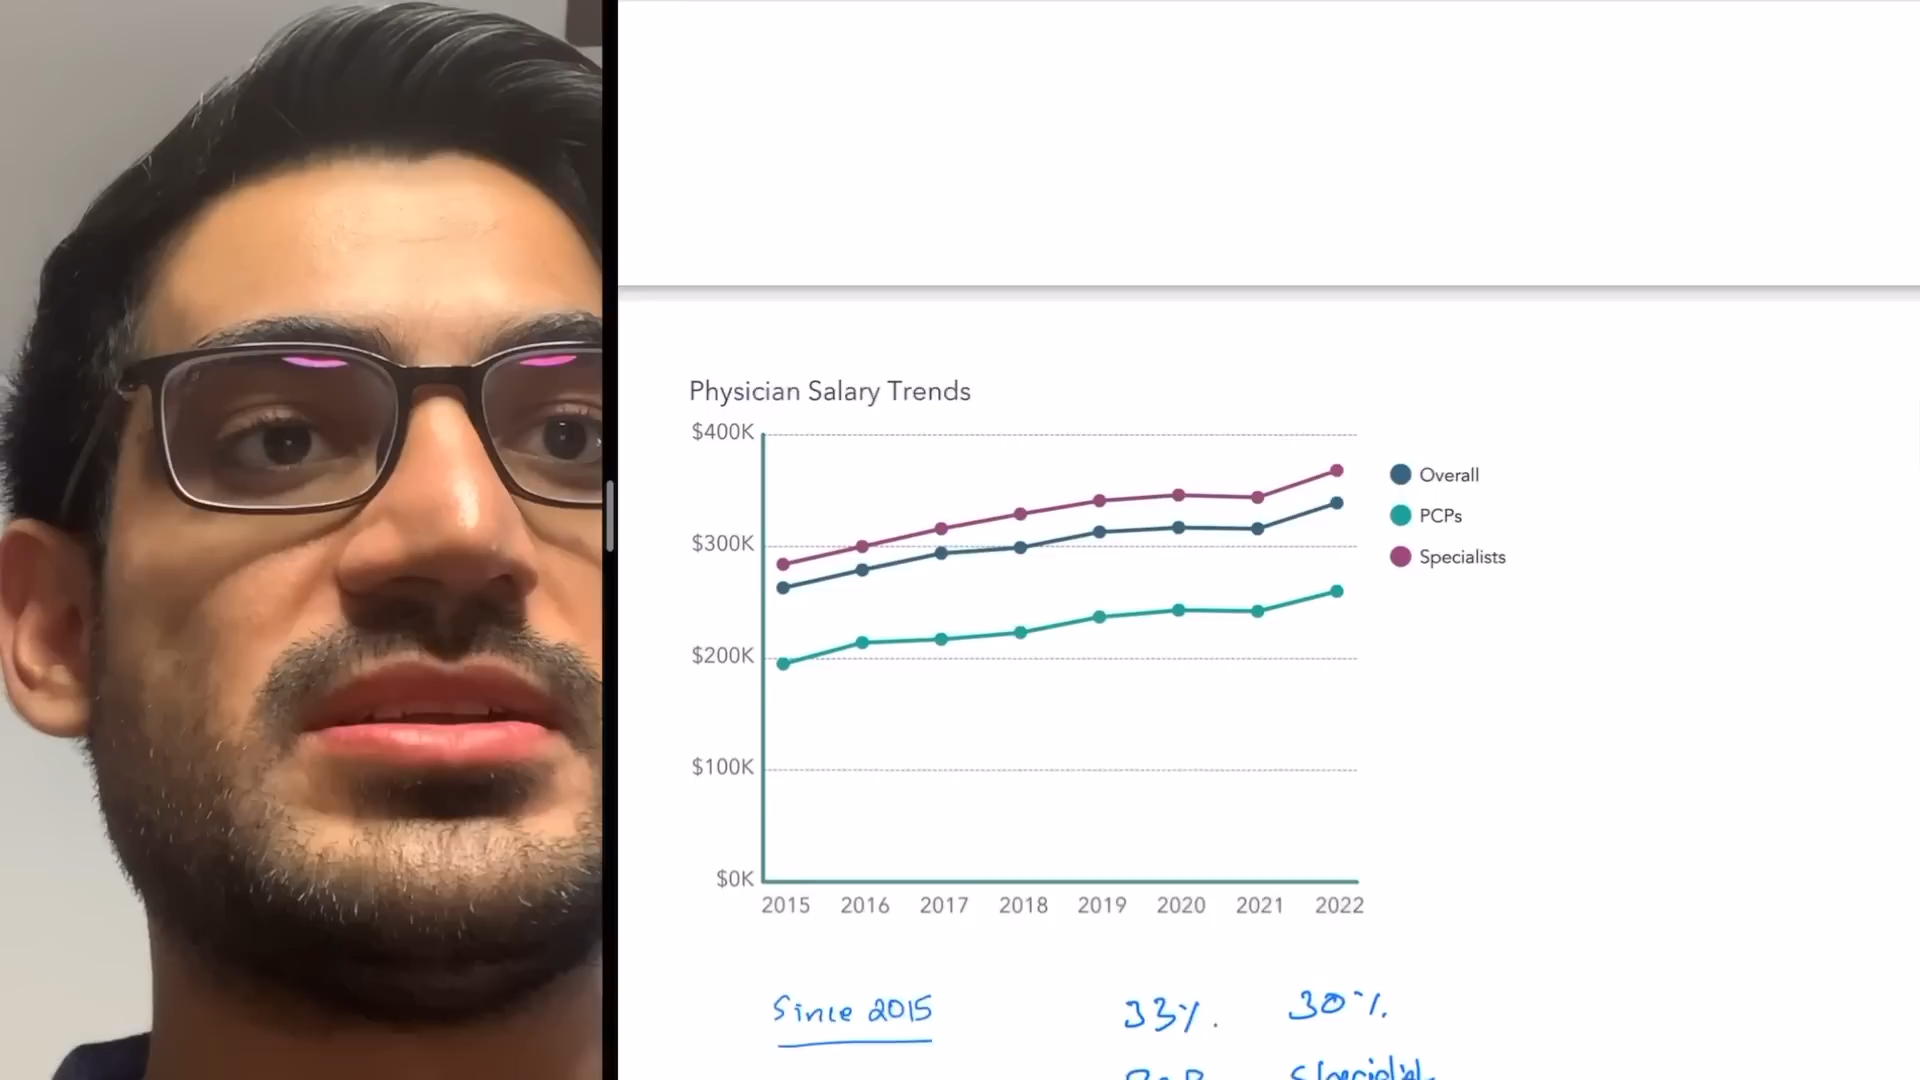 Physician Salary Trends
$400K
$300K
$200K
$100K
$0K
2015 2016 2017 2018 2019 2020 2021 2022
Overall
PCPs
Specialists
Since 2015 33%. 30%.